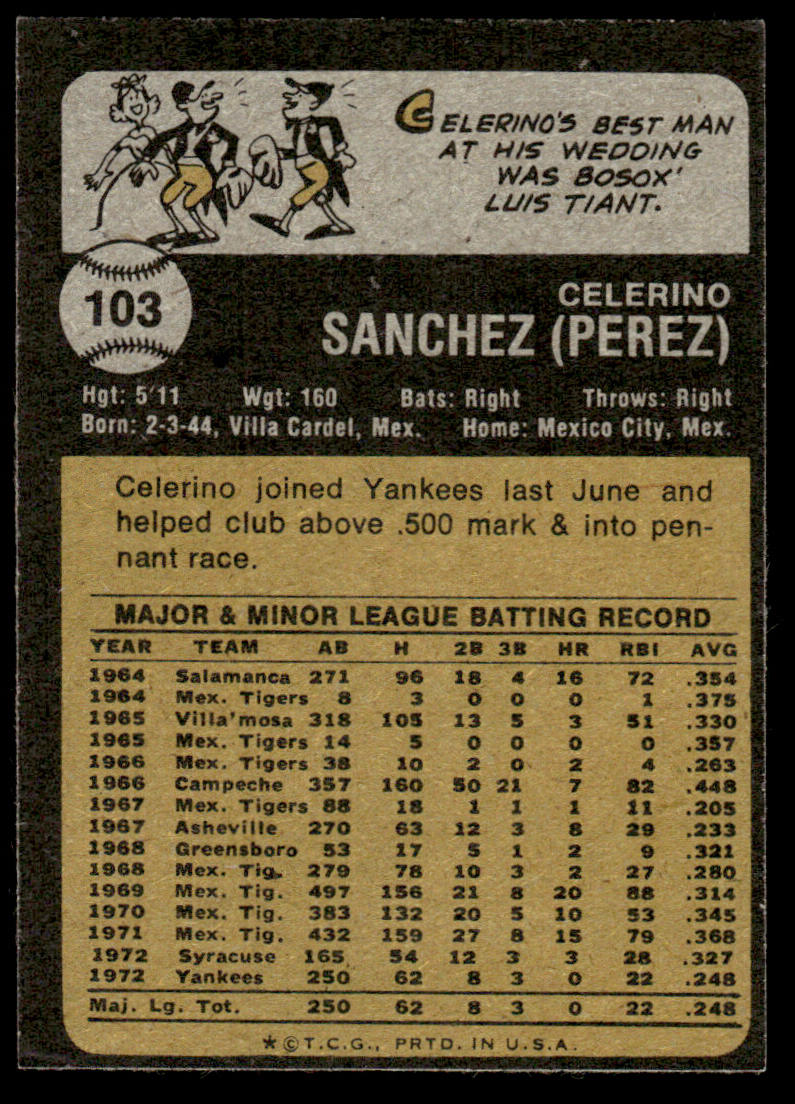 CELERINO'S BEST MAN
AT HIS WEDDING
WAS BOSOX'
LUIS TIANT.
103
CELERINO
SANCHEZ (PEREZ)
Hgt: 5'11 Wgt: 160 Bats: Right Throws: Right
Born: 2-3-44, Villa Cardel, Mex. Home: Mexico City, Mex.
Celerino joined Yankees last June and
helped club above .500 mark & into pen-
nant race.
MAJOR & MINOR LEAGUE BATTING RECORD
YEAR TEAM AB H 2B 3B HR RBI AVG
1964 Salamanca 271 96 18 4 16 72 .354
1964 Mex. Tigers 8 3 0 0 0 1 .375
1965 Villa'mosa 318 105 13 5 3 51 .330
1965 Mex. Tigers 14 5 0 0 0 0 .357
1966 Mex. Tigers 38 10 2 0 2 4 .263
1966 Campeche 357 160 50 21 7 82 .448
1967 Mex. Tigers 88 18 1 1 1 11 .205
1967 Asheville 270 63 12 3 8 29 .233
1968 Greensboro 53 17 5 1 2 9 .321
1968 Mex. Tig. 279 78 10 3 2 27 .280
1969 Mex. Tig. 497 156 21 8 20 88 .314
1970 Mex. Tig. 383 132 20 5 10 53 .345
1971 Mex. Tig. 432 159 27 8 15 79 .368
1972 Syracuse 165 54 12 3 3 28 .327
1972 Yankees 250 62 8 3 0 22 .248
Maj. Lg. Tot. 250 62 8 3 0 22 .248
*©T.C.G., PRTD. IN U.S.A.